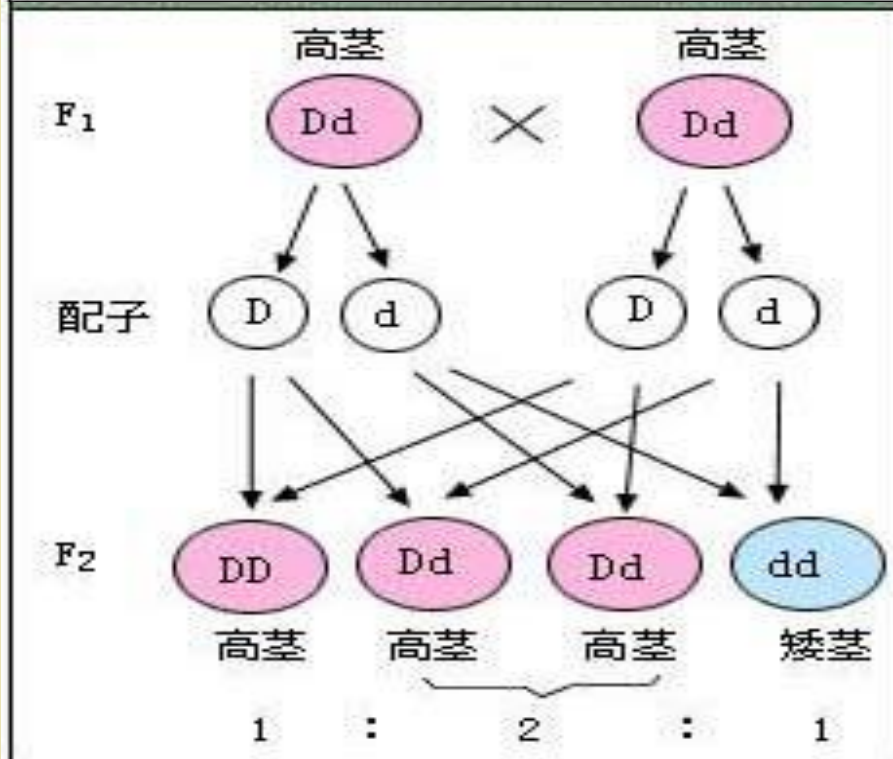 高茎 高茎
F₁ Dd × Dd
配子 D d D d
F₂ DD Dd Dd dd
高茎 高茎 高茎 矮茎
1 : 2 : 1